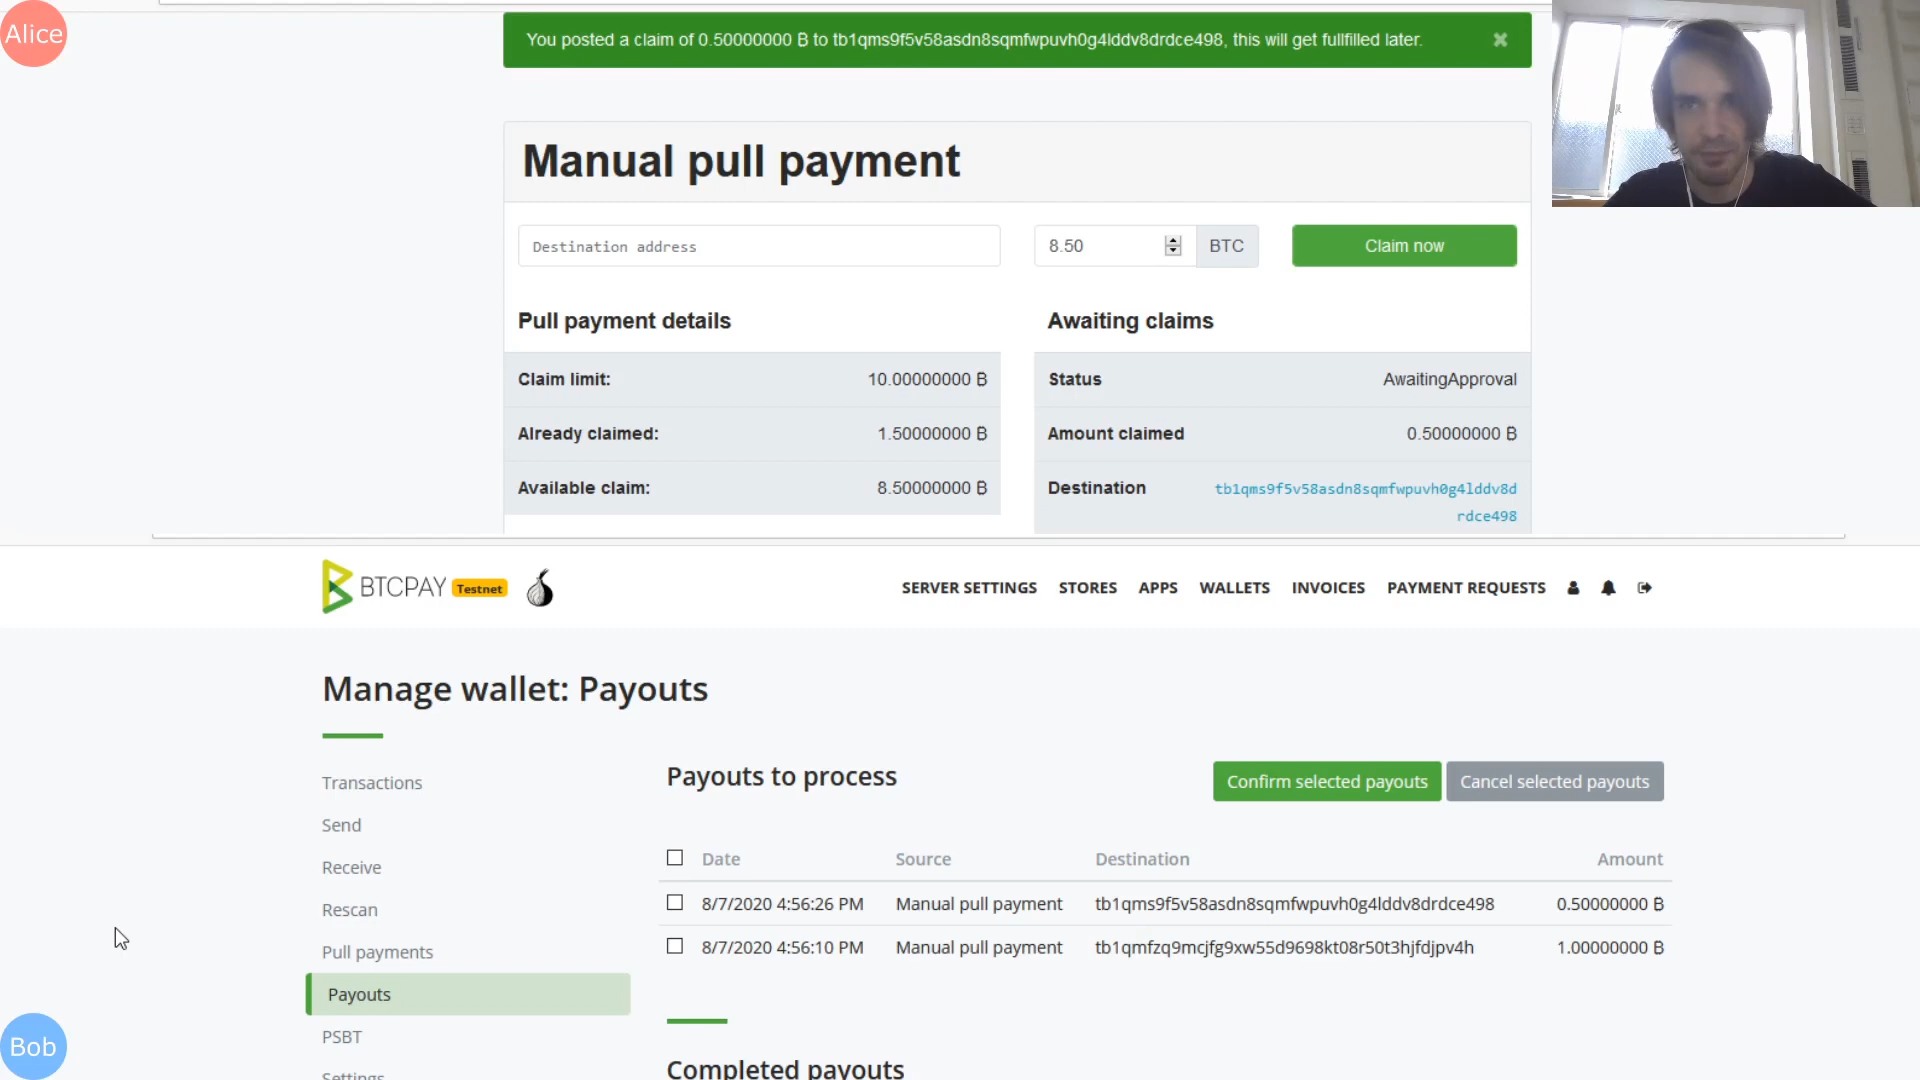 Alice
You posted a claim of 0.50000000 ₿ to tb1qms9f5v58asdn8sqmfwpuvh0g4lddv8drdce498, this will get fullfilled later. ×
Manual pull payment
Destination address 8.50 BTC Claim now
Pull payment details
Claim limit: 10.00000000 ₿
Already claimed: 1.50000000 ₿
Available claim: 8.50000000 ₿
Awaiting claims
Status AwaitingApproval
Amount claimed 0.50000000 ₿
Destination tb1qms9f5v58asdn8sqmfwpuvh0g4lddv8d
rdce498
BTCPAY Testnet
SERVER SETTINGS STORES APPS WALLETS INVOICES PAYMENT REQUESTS
Manage wallet: Payouts
Transactions
Send
Receive
Rescan
Pull payments
Payouts
PSBT
Settings
Payouts to process
Confirm selected payouts Cancel selected payouts
Date Source Destination Amount
8/7/2020 4:56:26 PM Manual pull payment tb1qms9f5v58asdn8sqmfwpuvh0g4lddv8drdce498 0.50000000 ₿
8/7/2020 4:56:10 PM Manual pull payment tb1qmfzq9mcjfg9xw55d9698kt08r50t3hjfdjpv4h 1.00000000 ₿
Completed payouts
Bob